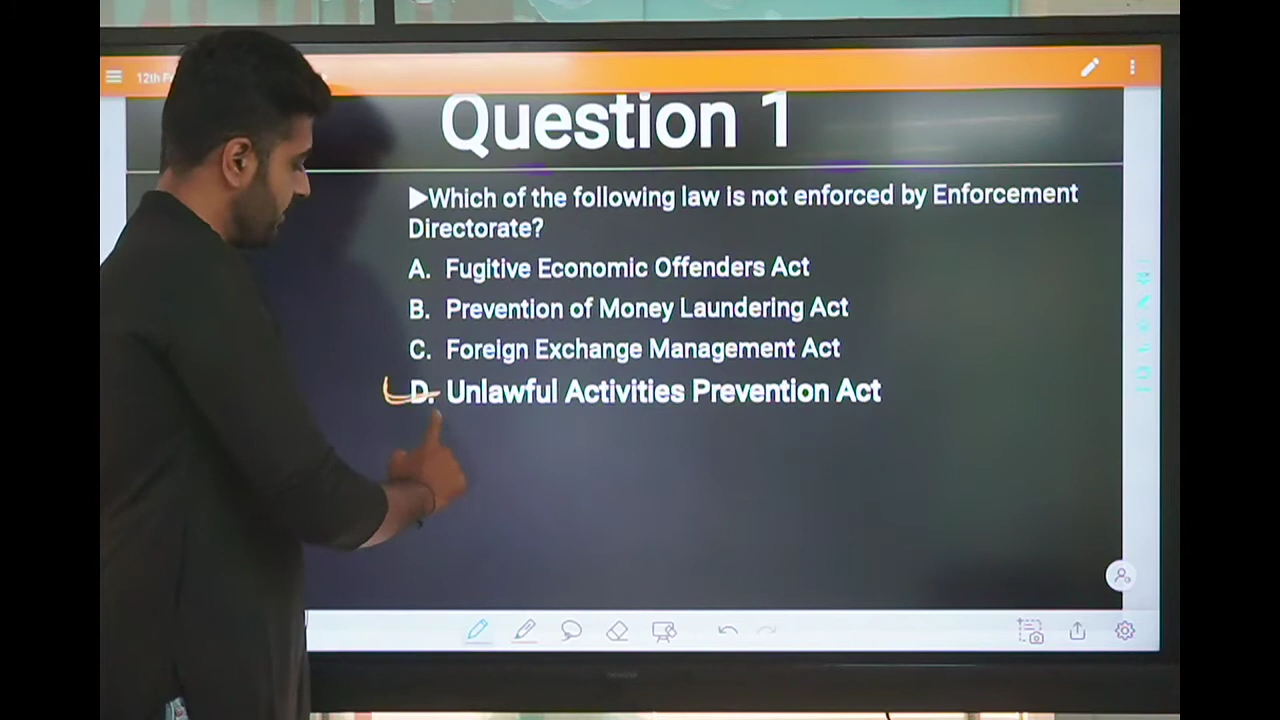 12th
Question 1
▶Which of the following law is not enforced by Enforcement
Directorate?
A. Fugitive Economic Offenders Act
B. Prevention of Money Laundering Act
C. Foreign Exchange Management Act
D. Unlawful Activities Prevention Act